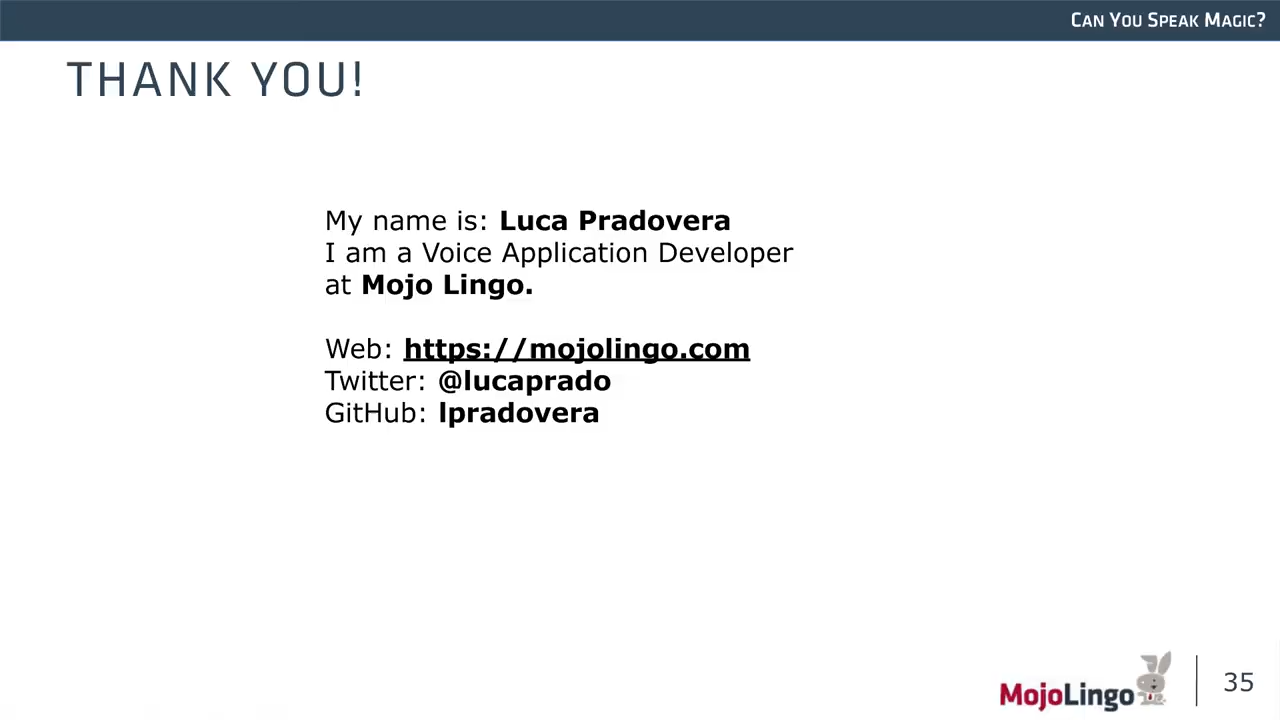 CAN YOU SPEAK MAGIC?
THANK YOU!
My name is: Luca Pradovera
I am a Voice Application Developer
at Mojo Lingo.
Web: https://mojolingo.com
Twitter: @lucaprado
GitHub: lpradovera
MojoLingo
35